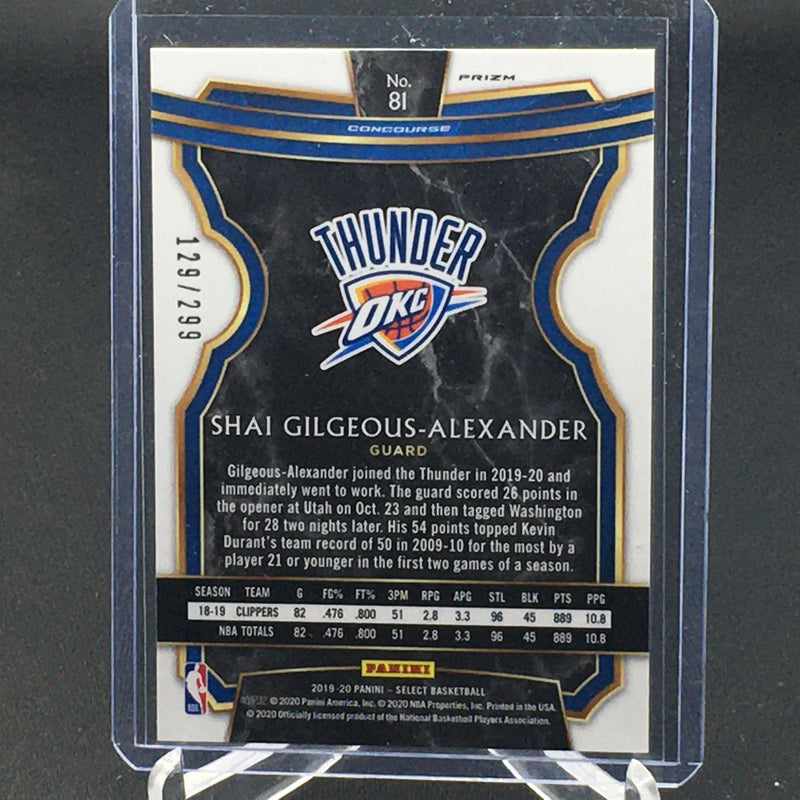 No.
81
PRIZM
CONCOURSE
129/299
THUNDER
OKC
SHAI GILGEOUS-ALEXANDER
GUARD
Gilgeous-Alexander joined the Thunder in 2019-20 and
immediately went to work. The guard scored 26 points in
the opener at Utah on Oct. 23 and then tagged Washington
for 28 two nights later. His 54 points topped Kevin
Durant's team record of 50 in 2009-10 for the most by a
player 21 or younger in the first two games of a season.
SEASON TEAM G FG% FT% 3PM RPG APG STL BLK PTS PPG
18-19 CLIPPERS 82 .476 .800 51 2.8 3.3 96 45 889 10.8
NBA TOTALS 82 .476 .800 51 2.8 3.3 96 45 889 10.8
PANINI
NBA
2019-20 PANINI – SELECT BASKETBALL
© 2020 Panini America, Inc. © 2020 NBA Properties, Inc. Printed in the USA.
© 2020 Officially licensed product of the National Basketball Players Association.